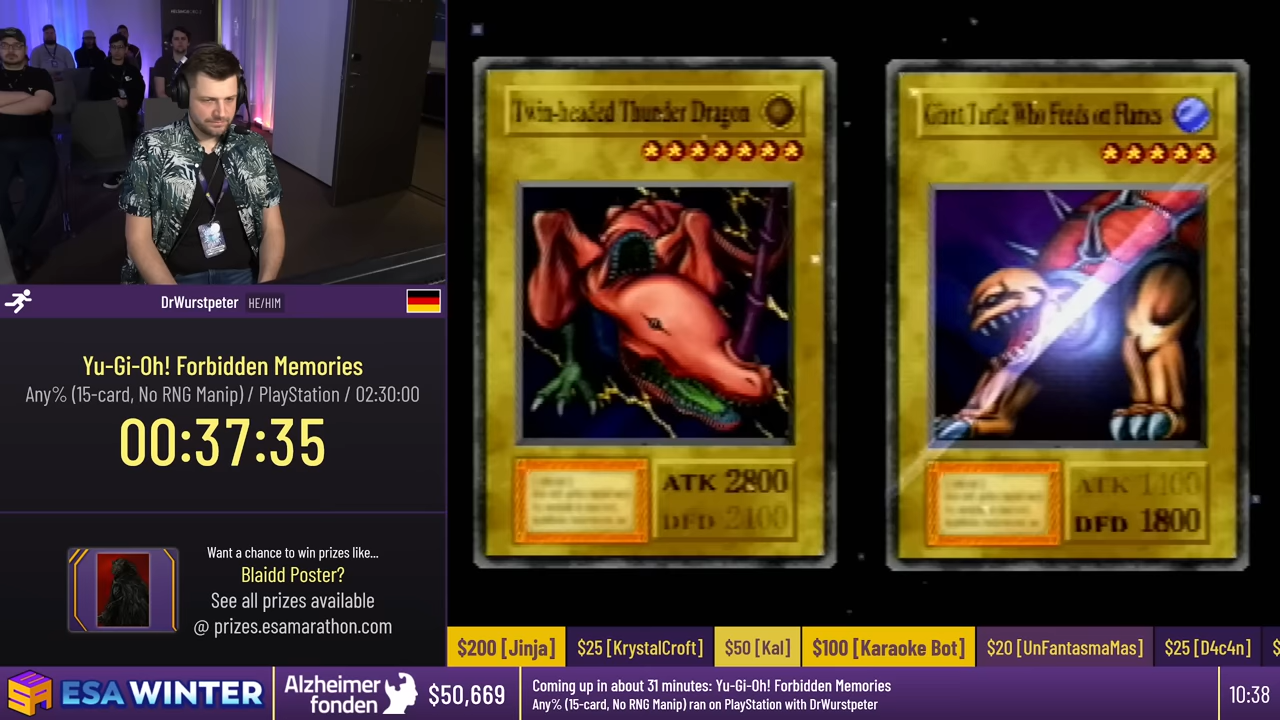 DrWurstpeter HE/HIM
Yu-Gi-Oh! Forbidden Memories
Any% (15-card, No RNG Manip) / PlayStation / 02:30:00
00:37:35
Want a chance to win prizes like...
Blaidd Poster?
See all prizes available
@ prizes.esamarathon.com
Twin-headed Thunder Dragon
ATK 2800
DFD 2100
Giant Turtle Who Feeds on Flames
ATK 1400
DFD 1800
$200 [Jinja]
$25 [KrystalCroft]
$50 [Kal]
$100 [Karaoke Bot]
$20 [UnFantasmaMas]
$25 [D4c4n]
$
ESA WINTER
Alzheimer
fonden
$50,669
Coming up in about 31 minutes: Yu-Gi-Oh! Forbidden Memories
Any% (15-card, No RNG Manip) ran on PlayStation with DrWurstpeter
10:38